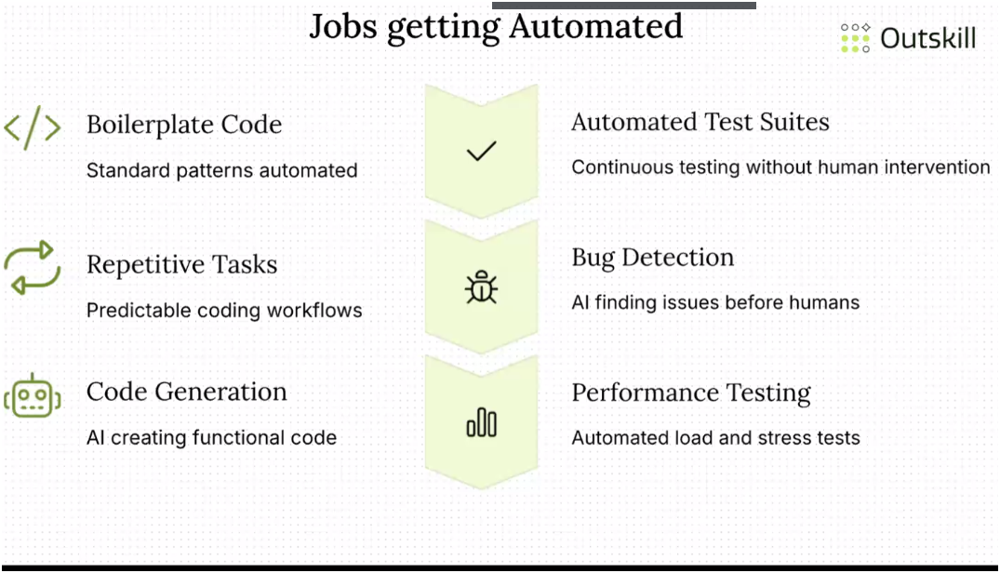 Jobs getting Automated
Outskill
Boilerplate Code
Standard patterns automated
Repetitive Tasks
Predictable coding workflows
Code Generation
AI creating functional code
Automated Test Suites
Continuous testing without human intervention
Bug Detection
AI finding issues before humans
Performance Testing
Automated load and stress tests